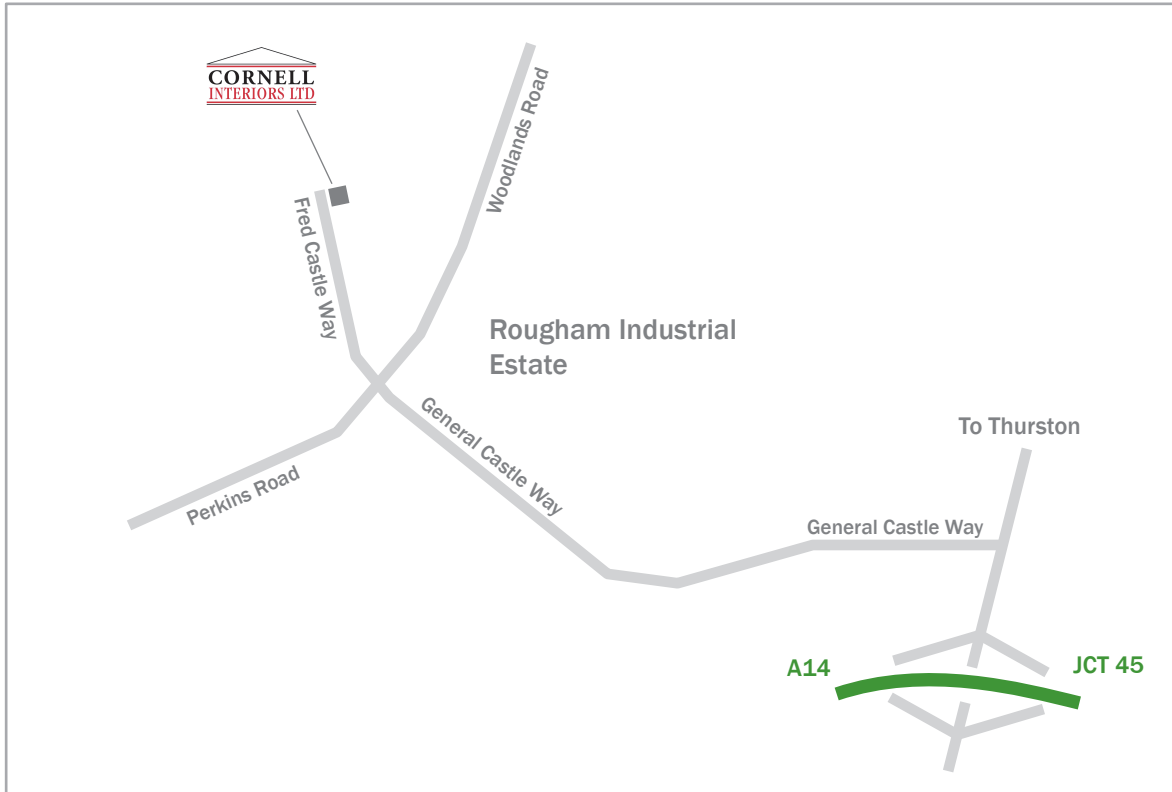 CORNELL
INTERIORS LTD
Woodlands Road
Fred Castle Way
Rougham Industrial
Estate
General Castle Way
To Thurston
Perkins Road
General Castle Way
A14
JCT 45